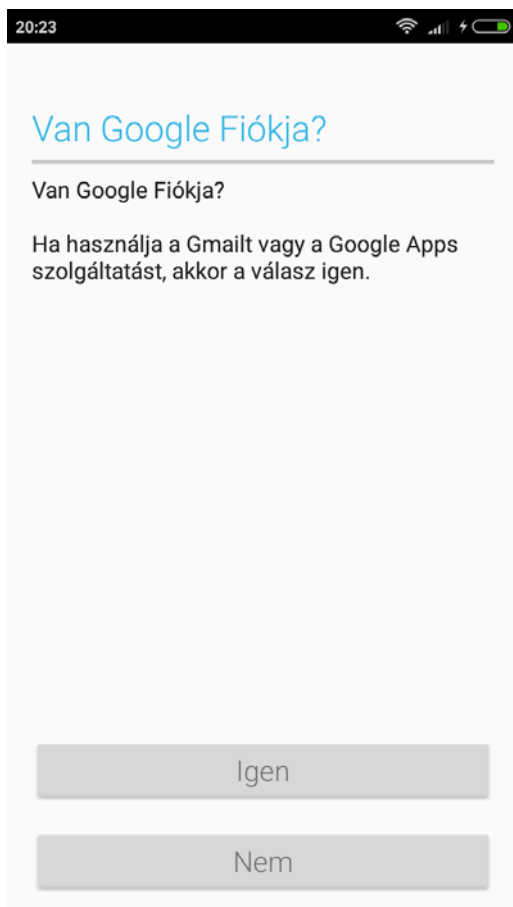 20:23
Van Google Fiókja?
Van Google Fiókja?
Ha használja a Gmailt vagy a Google Apps
szolgáltatást, akkor a válasz igen.
Igen
Nem